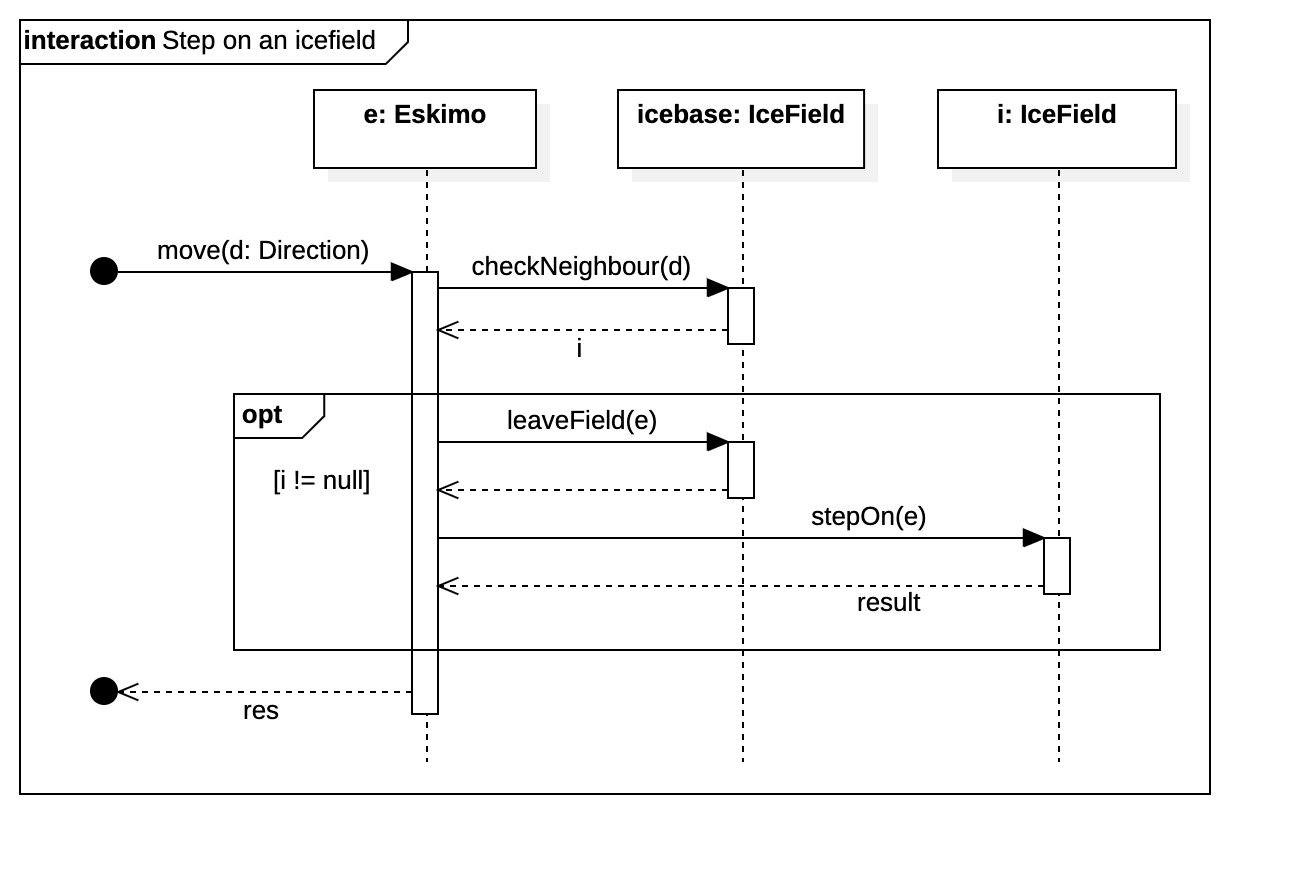 interaction Step on an icefield
e: Eskimo
icebase: IceField
i: IceField
move(d: Direction)
checkNeighbour(d)
i
opt
leaveField(e)
[i != null]
stepOn(e)
result
res